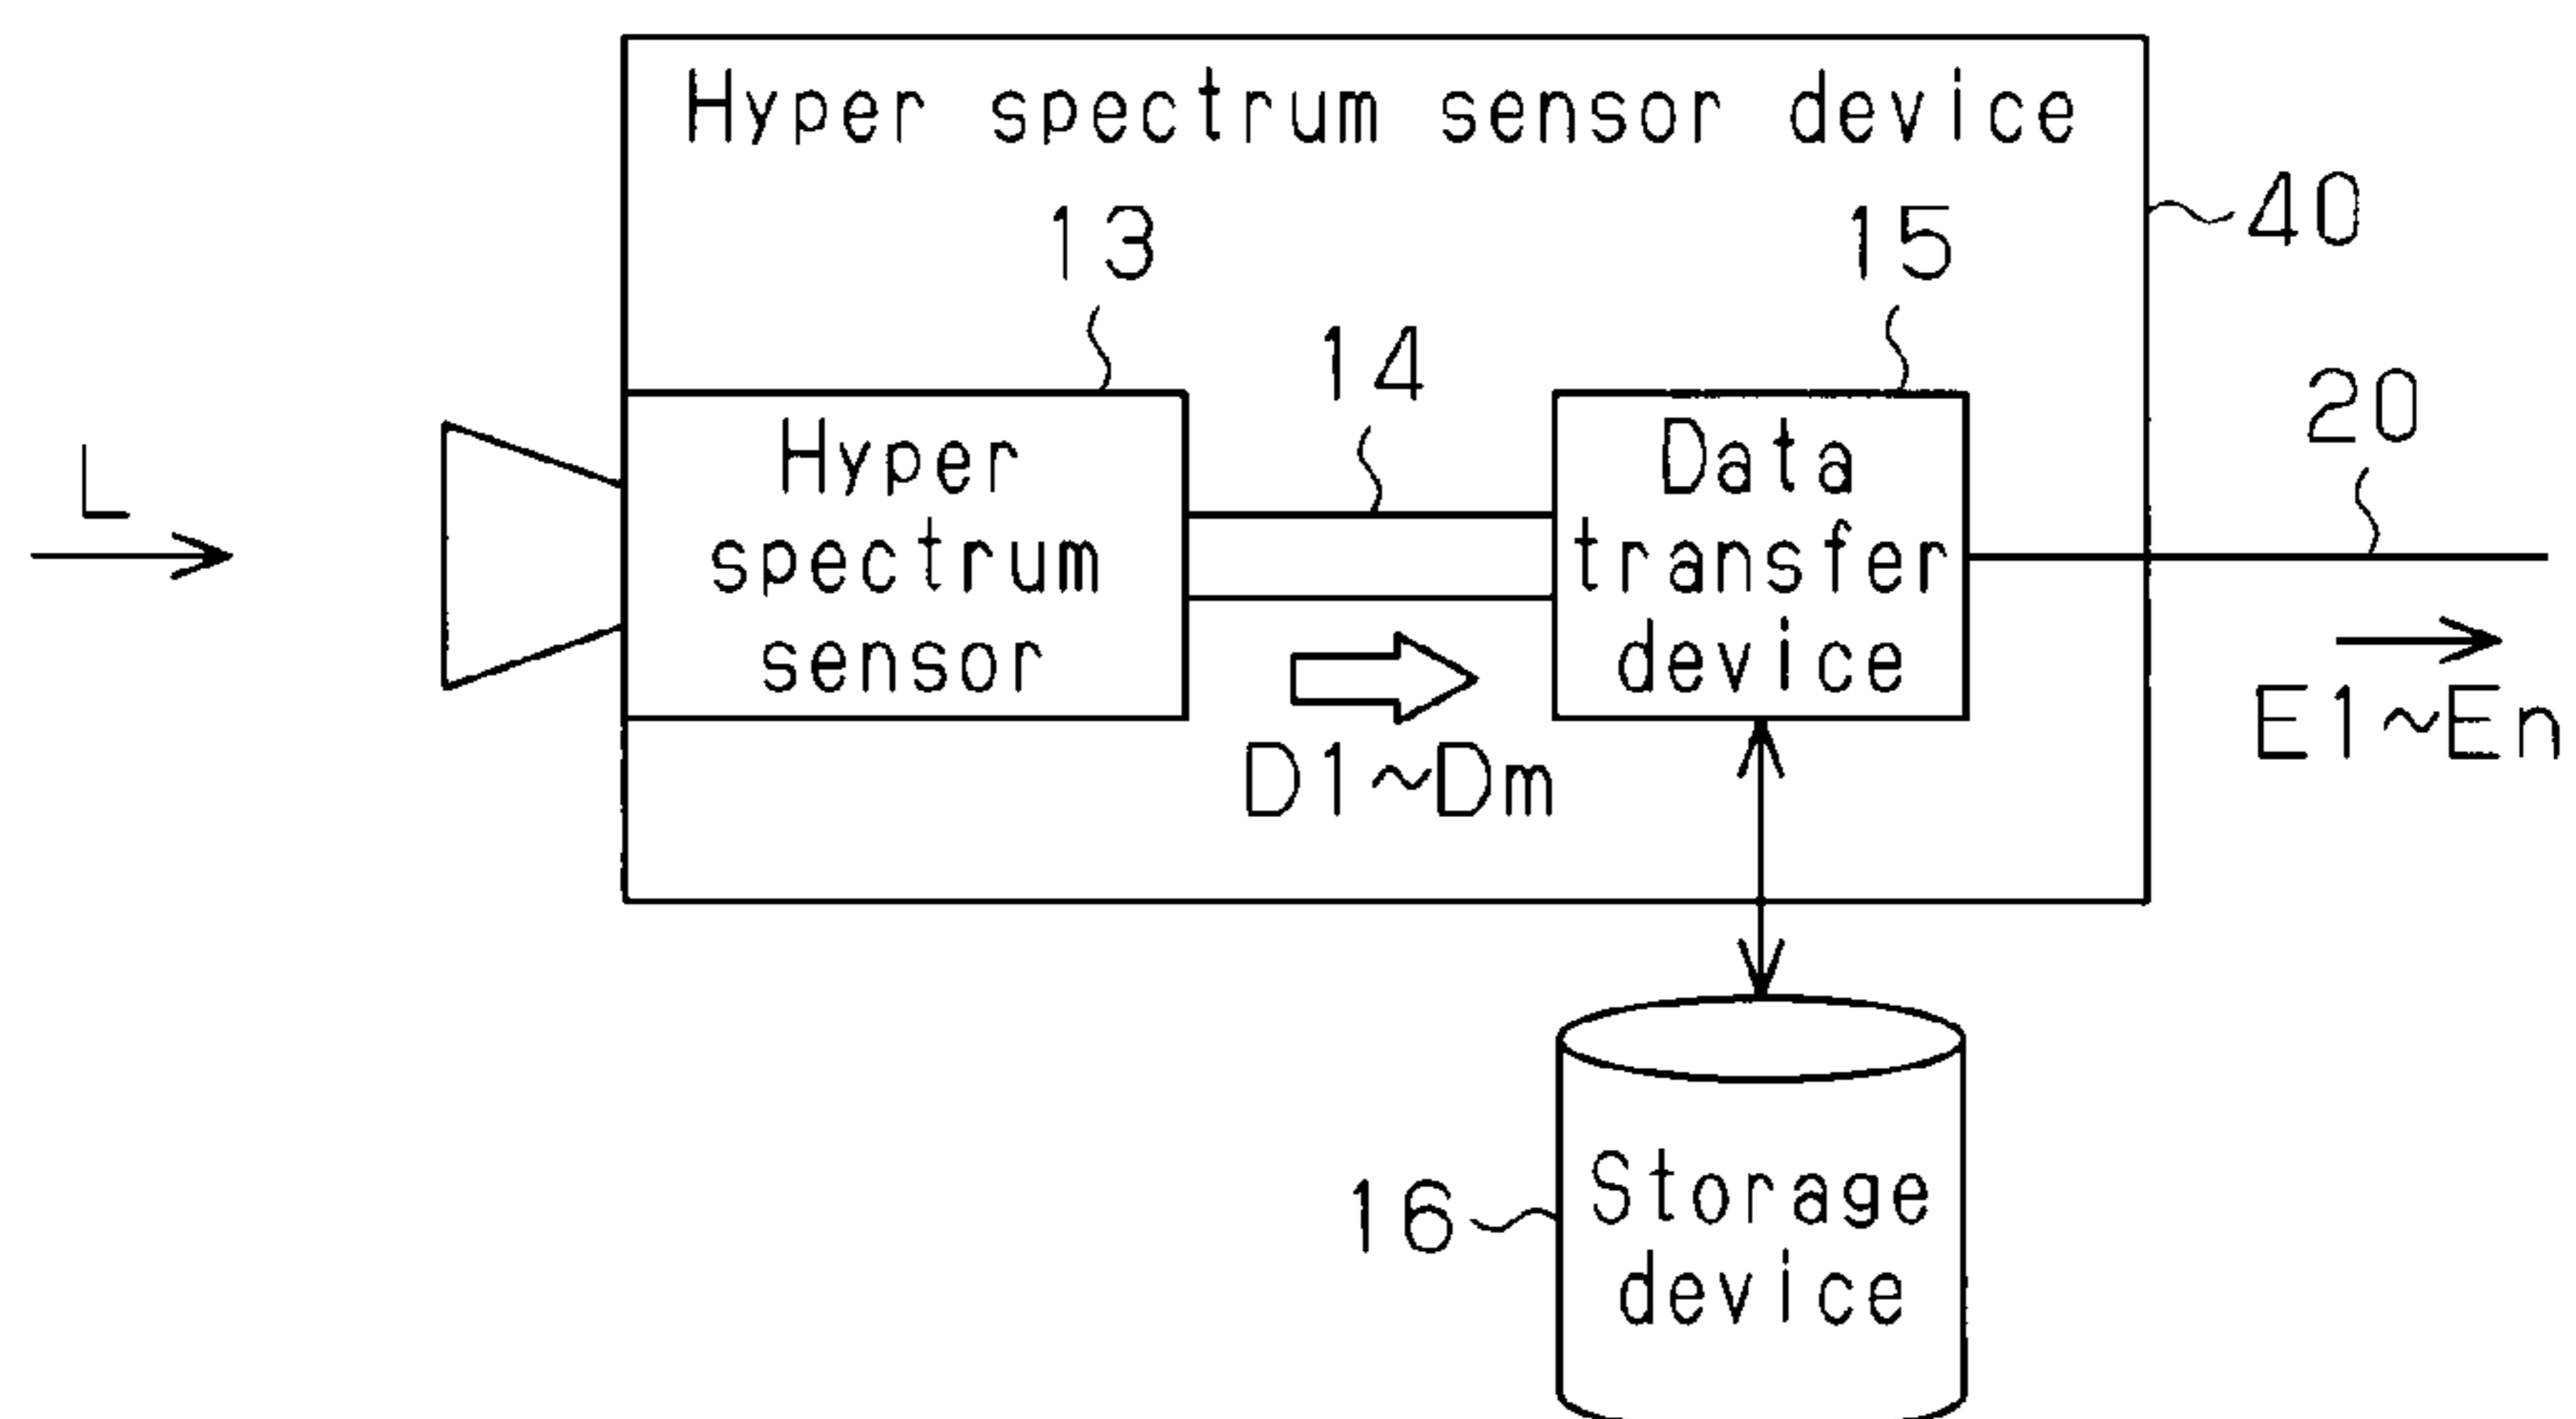 Hyper spectrum sensor device
40
13
15
14
20
L
Hyper
spectrum
sensor
Data
transfer
device
D1~Dm
E1~En
16
Storage
device